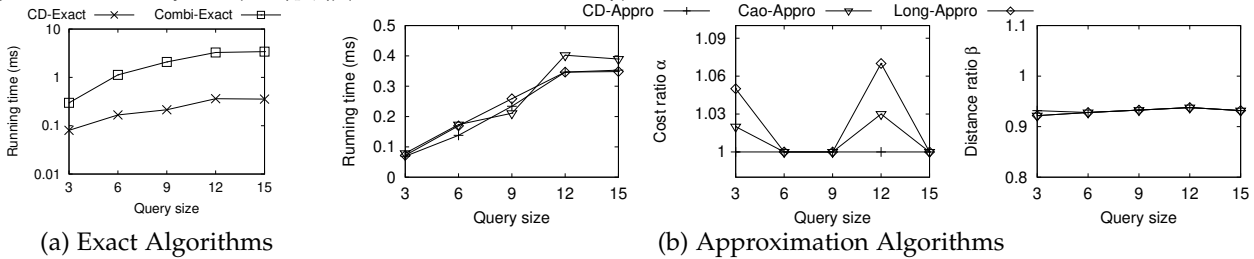 CD-Exact Combi-Exact
Running time (ms)
10
1
0.1
0.01
3 6 9 12 15
Query size
(a) Exact Algorithms
CD-Appro Cao-Appro Long-Appro
Running time (ms)
0.5
0.4
0.3
0.2
0.1
0
3 6 9 12 15
Query size
Cost ratio α
1.09
1.06
1.03
1
3 6 9 12 15
Query size
Distance ratio β
1.1
1
0.9
0.8
3 6 9 12 15
Query size
(b) Approximation Algorithms